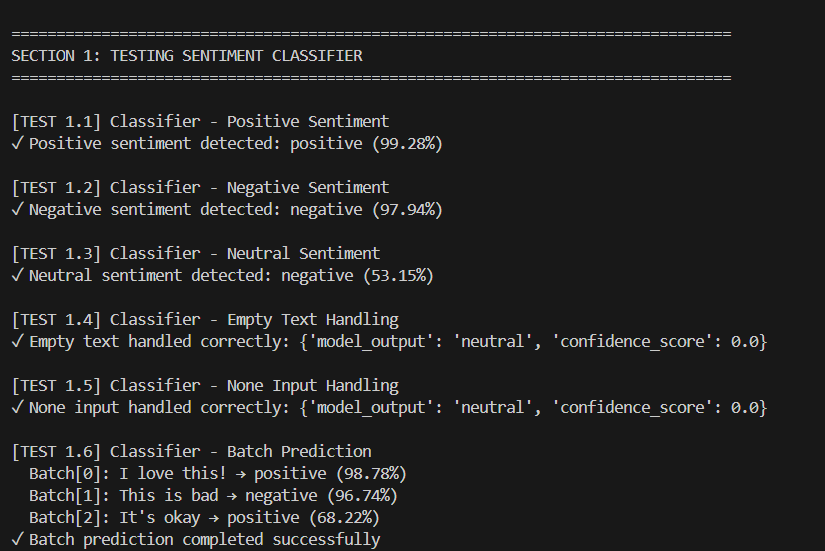 ================================================================================
SECTION 1: TESTING SENTIMENT CLASSIFIER
================================================================================
[TEST 1.1] Classifier - Positive Sentiment
✓ Positive sentiment detected: positive (99.28%)
[TEST 1.2] Classifier - Negative Sentiment
✓ Negative sentiment detected: negative (97.94%)
[TEST 1.3] Classifier - Neutral Sentiment
✓ Neutral sentiment detected: negative (53.15%)
[TEST 1.4] Classifier - Empty Text Handling
✓ Empty text handled correctly: {'model_output': 'neutral', 'confidence_score': 0.0}
[TEST 1.5] Classifier - None Input Handling
✓ None input handled correctly: {'model_output': 'neutral', 'confidence_score': 0.0}
[TEST 1.6] Classifier - Batch Prediction
Batch[0]: I love this! → positive (98.78%)
Batch[1]: This is bad → negative (96.74%)
Batch[2]: It's okay → positive (68.22%)
✓ Batch prediction completed successfully